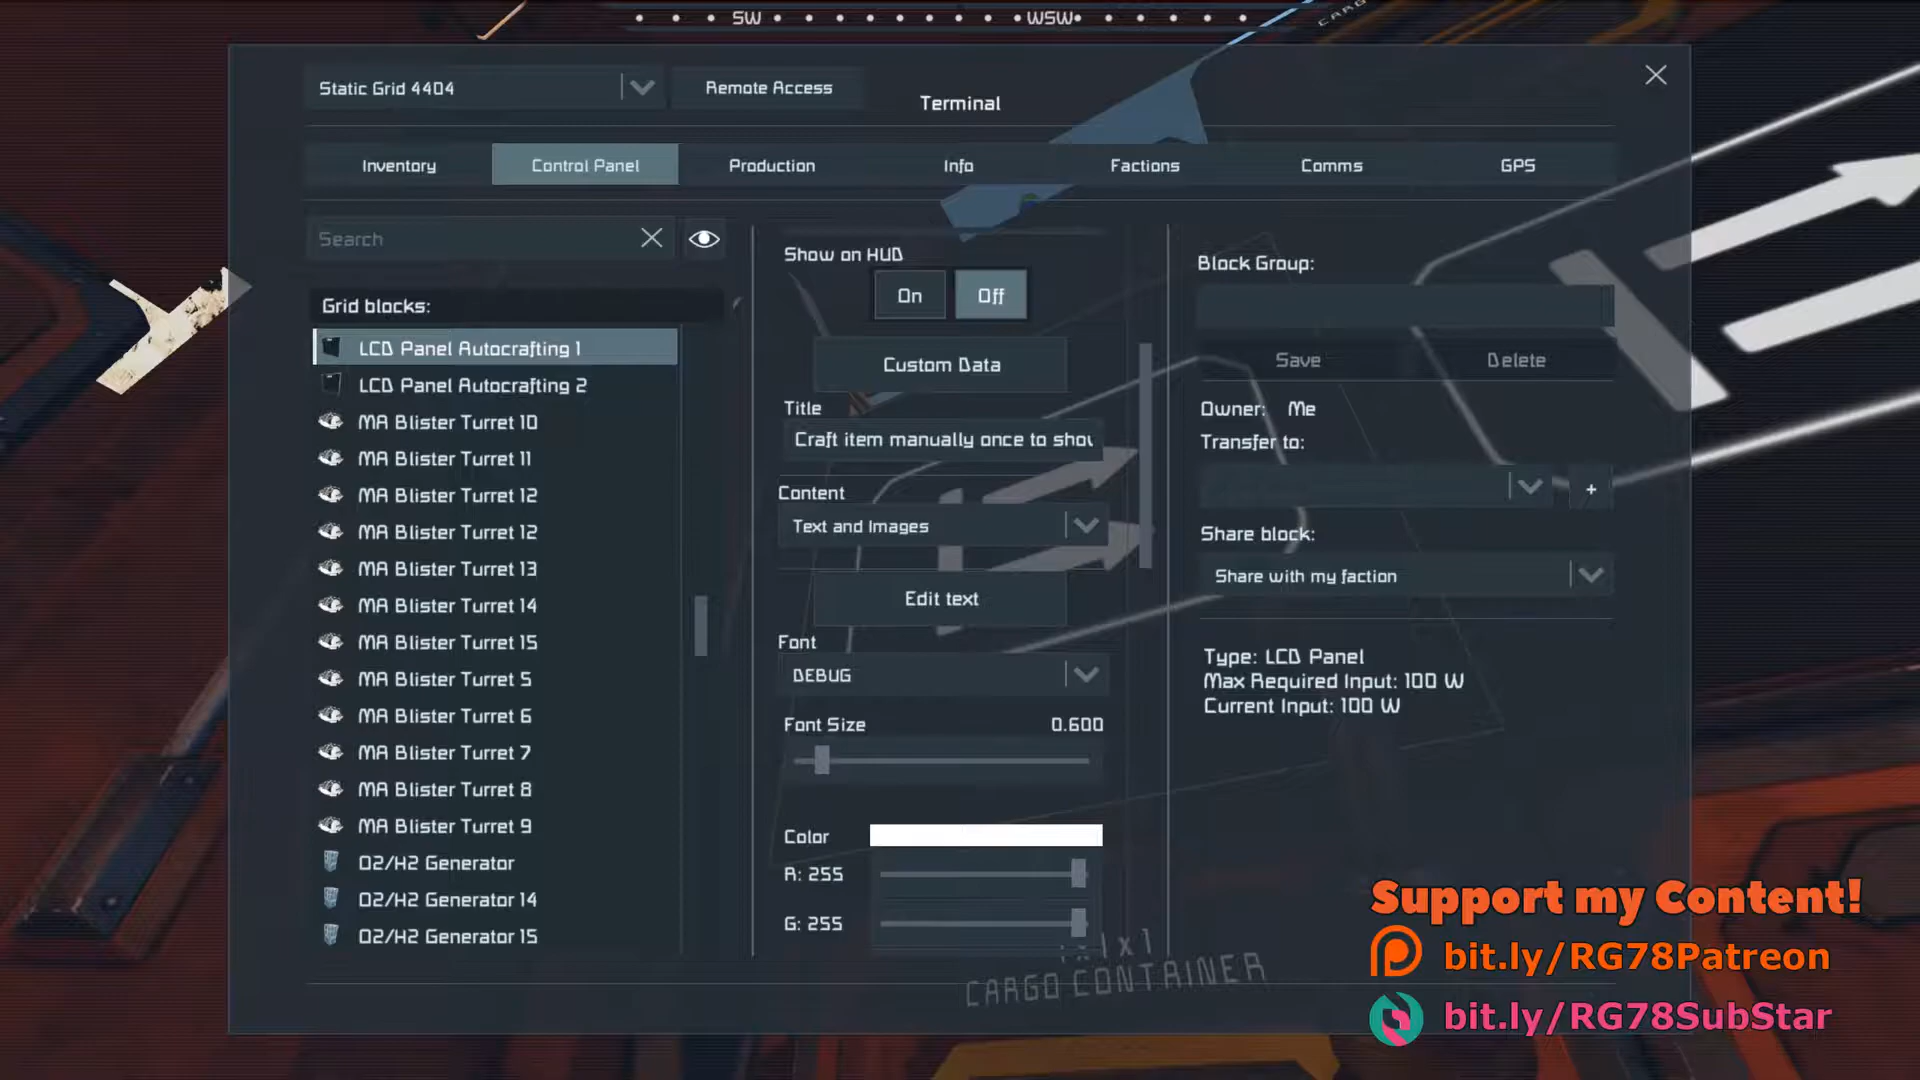 SW
WSW
Static Grid 4404
Remote Access
Terminal
Inventory
Control Panel
Production
Info
Factions
Comms
GPS
Search
Grid blocks:
LCD Panel Autocrafting 1
LCD Panel Autocrafting 2
MA Blister Turret 10
MA Blister Turret 11
MA Blister Turret 12
MA Blister Turret 12
MA Blister Turret 13
MA Blister Turret 14
MA Blister Turret 15
MA Blister Turret 5
MA Blister Turret 6
MA Blister Turret 7
MA Blister Turret 8
MA Blister Turret 9
O2/H2 Generator
O2/H2 Generator 14
O2/H2 Generator 15
Show on HUD
On
Off
Custom Data
Title
Craft item manually once to show
Content
Text and Images
Edit text
Font
DEBUG
Font Size
0.600
Color
R: 255
G: 255
Block Group:
Save
Delete
Owner: Me
Transfer to:
+
Share block:
Share with my faction
Type: LCD Panel
Max Required Input: 100 W
Current Input: 100 W
CARGO CONTAINER
Support my Content!
bit.ly/RG78Patreon
bit.ly/RG78SubStar